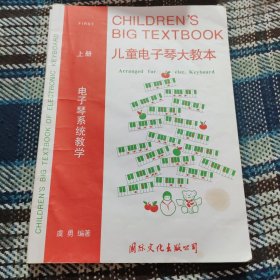 FIRST
CHILDREN'S
BIG TEXTBOOK
上册
儿童电子琴大教本
Arranged for elec. Keyboard
电子琴系统教学
CHILDREN'S BIG TEXTBOOK OF ELECTRONIC KEYBOARD
虞勇 编著
国际文化出版公司